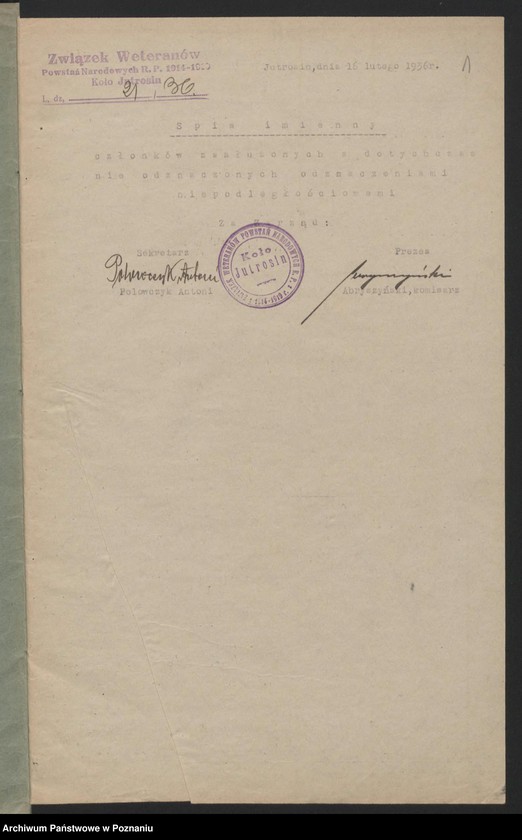 Związek Weteranów
Powstań Narodowych R. P. 1914-1919
Koło Jutrosin
L. dz. 21/36.
Jutrosin, dnia 16 lutego 1936r.
1
Spis imienny
członków zasłużonych a dotychczas
nie odznaczonych odznaczeniami
niepodległościowemi
Za Zarząd:
Sekretarz
Prezes
Koło
Jutrosin
Polowczyk Antoni
Polowczyk Antoni
komisarz
Archiwum Państwowe w Poznaniu